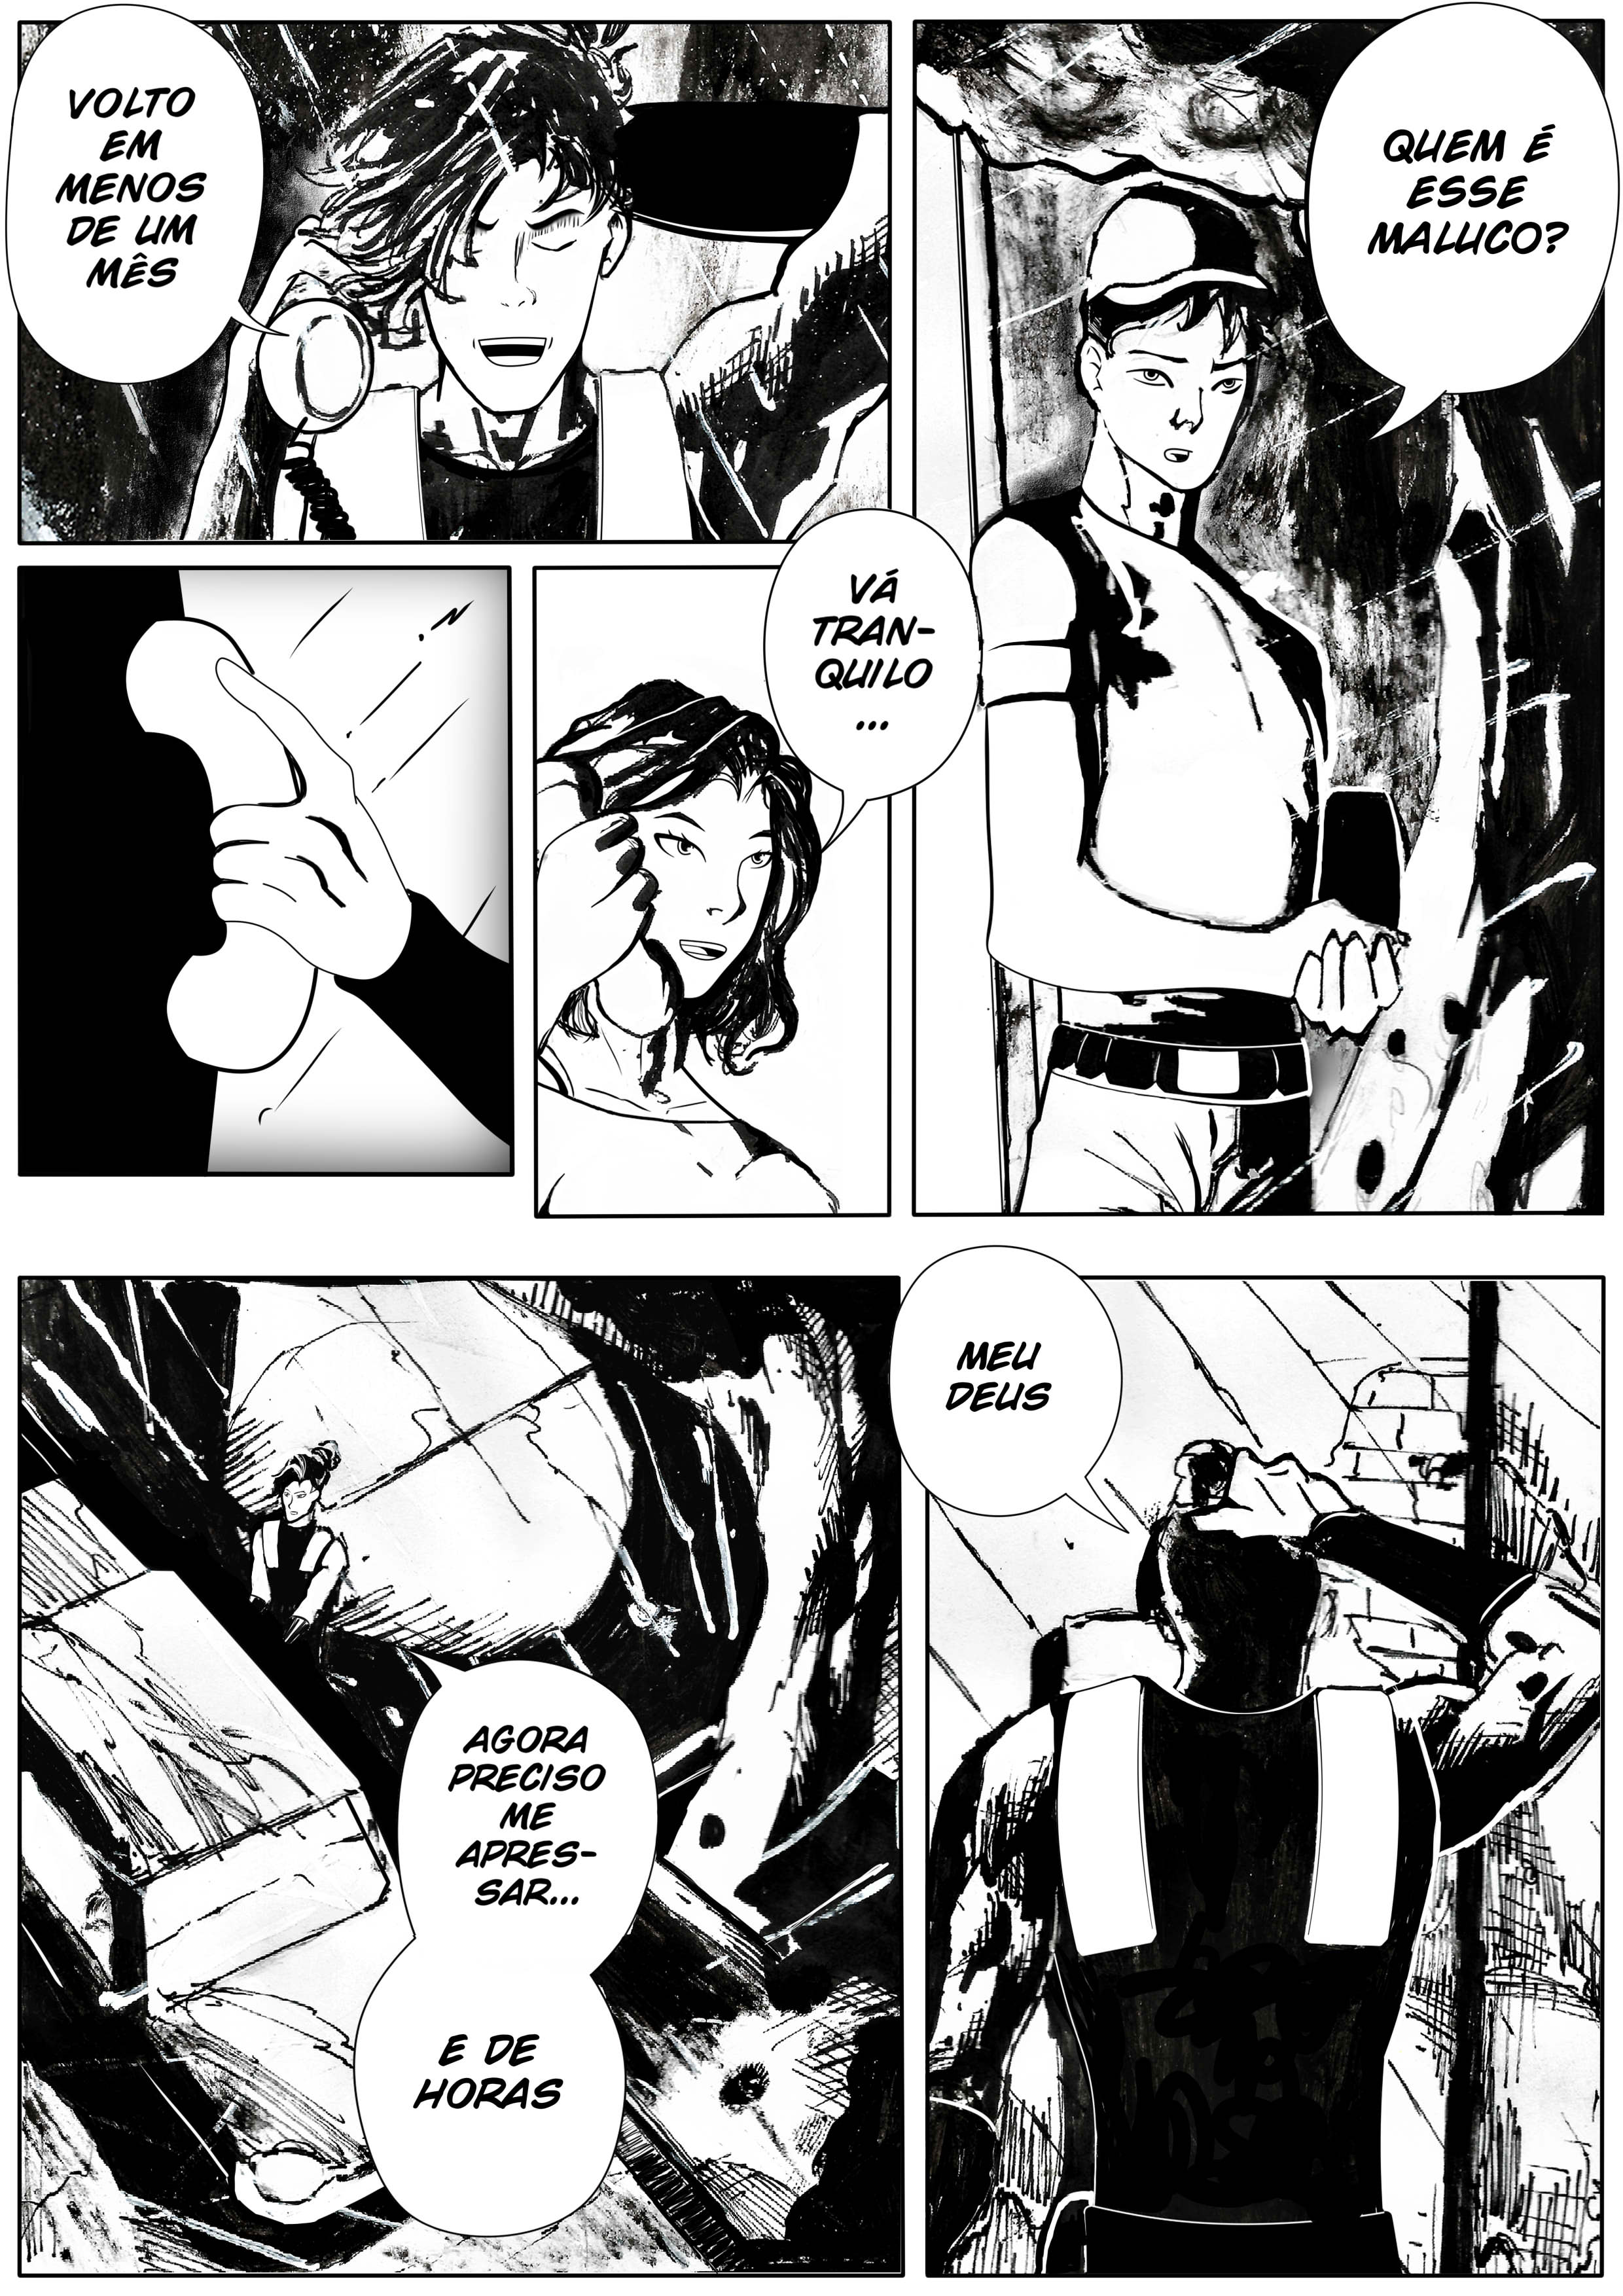 VOLTO
EM
MENOS
DE UM
MÊS
QUEM É
ESSE
MALUCO?
VÁ
TRAN-
QUILO
...
AGORA
PRECISO
ME
APRES-
SAR...
E DE
HORAS
MEU
DEUS